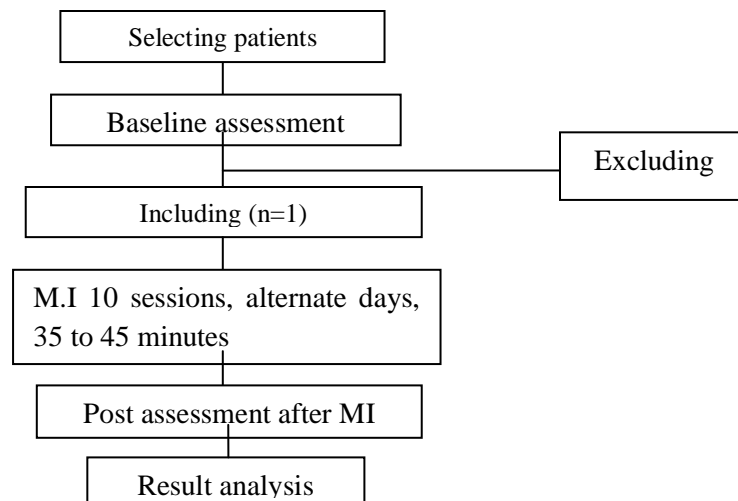 Selecting patients
Baseline assessment
Excluding
Including (n=1)
M.I 10 sessions, alternate days,
35 to 45 minutes
Post assessment after MI
Result analysis